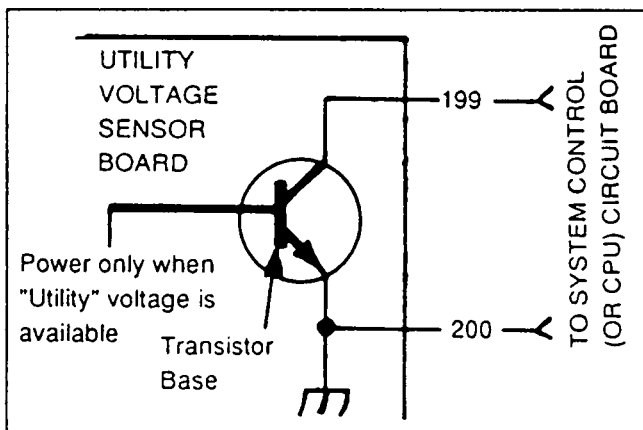 UTILITY
VOLTAGE
SENSOR
BOARD
199
TO SYSTEM CONTROL
(OR CPU) CIRCUIT BOARD
Power only when
"Utility" voltage is
available
Transistor
Base
200